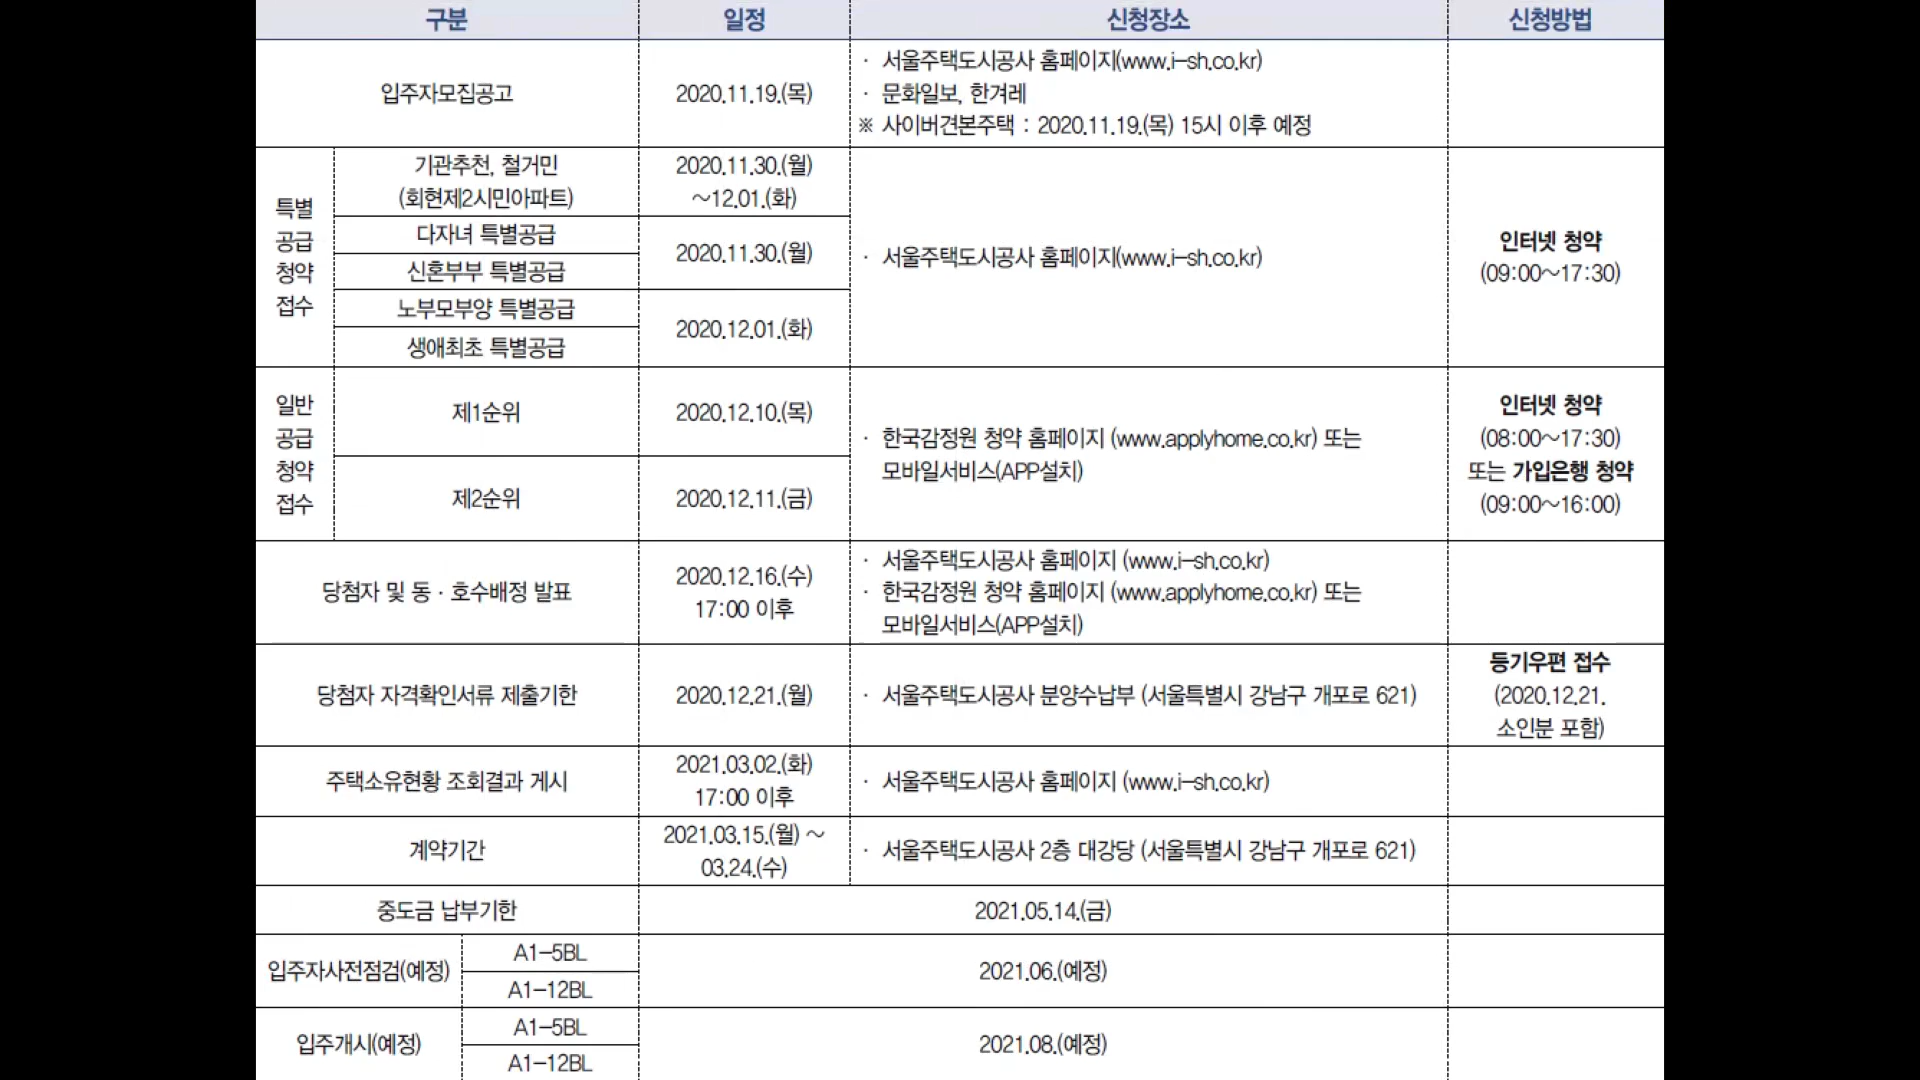 구분 일정 신청장소 신청방법
입주자모집공고
2020.11.19.(목)
· 서울주택도시공사 홈페이지(www.i-sh.co.kr)
· 문화일보, 한겨레
※ 사이버견본주택 : 2020.11.19.(목) 15시 이후 예정
특별
공급
청약
접수
기관추천, 철거민
(회현제2시민아파트)
2020.11.30.(월)
~12.01.(화)
다자녀 특별공급
신혼부부 특별공급
2020.11.30.(월)
노부모부양 특별공급
생애최초 특별공급
2020.12.01.(화)
· 서울주택도시공사 홈페이지(www.i-sh.co.kr)
인터넷 청약
(09:00~17:30)
일반
공급
청약
접수
제1순위
2020.12.10.(목)
제2순위
2020.12.11.(금)
· 한국감정원 청약 홈페이지 (www.applyhome.co.kr) 또는
모바일서비스(APP설치)
인터넷 청약
(08:00~17:30)
또는 가입은행 청약
(09:00~16:00)
당첨자 및 동 · 호수배정 발표
2020.12.16.(수)
17:00 이후
· 서울주택도시공사 홈페이지 (www.i-sh.co.kr)
· 한국감정원 청약 홈페이지 (www.applyhome.co.kr) 또는
모바일서비스(APP설치)
당첨자 자격확인서류 제출기한
2020.12.21.(월)
· 서울주택도시공사 분양수납부 (서울특별시 강남구 개포로 621)
등기우편 접수
(2020.12.21.
소인분 포함)
주택소유현황 조회결과 게시
2021.03.02.(화)
17:00 이후
· 서울주택도시공사 홈페이지 (www.i-sh.co.kr)
계약기간
2021.03.15.(월) ~
03.24.(수)
· 서울주택도시공사 2층 대강당 (서울특별시 강남구 개포로 621)
중도금 납부기한
2021.05.14.(금)
입주자사전점검(예정)
A1-5BL
A1-12BL
2021.06.(예정)
입주개시(예정)
A1-5BL
A1-12BL
2021.08.(예정)